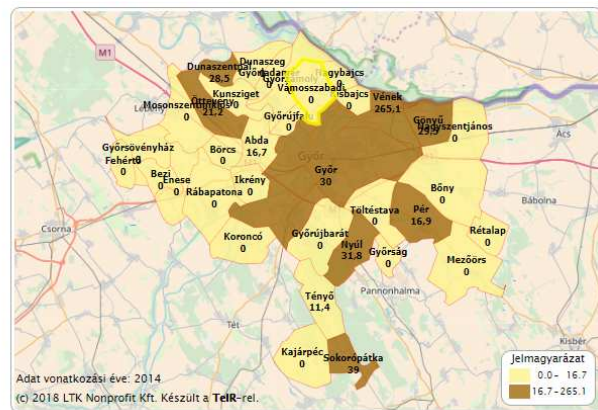 M1
Dunaszeg
Dunaszentpál
28,5
Nagybajcs
Vámosszabadi
0
Kisbajcs
0
Vének
265,1
Kunsziget
0
Öttevény
21,2
Mosonszentmiklós
0
Győrújfalu
0
Gönyű
Nagyszentjános
0
Ács
Lébény
Abda
16,7
Győrsövényház
0
Fehértó
0
Börcs
0
Győr
30
Bezi
0
Enese
0
Ikrény
0
Rábapatona
0
Bőny
0
Bábolna
Pér
16,9
Töltéstava
0
Csorna
Koroncó
0
Győrújbarát
0
Nyúl
31,8
Győrság
0
Rétalap
0
Mezőörs
0
Pannonhalma
Tényő
11,4
Tét
Kisbér
Kajárpéc
0
Sokorópátka
39
Jelmagyarázat
0.0- 16.7
16.7-265.1
Adat vonatkozási éve: 2014
(c) 2018 LTK Nonprofit Kft. Készült a TeIR-rel.